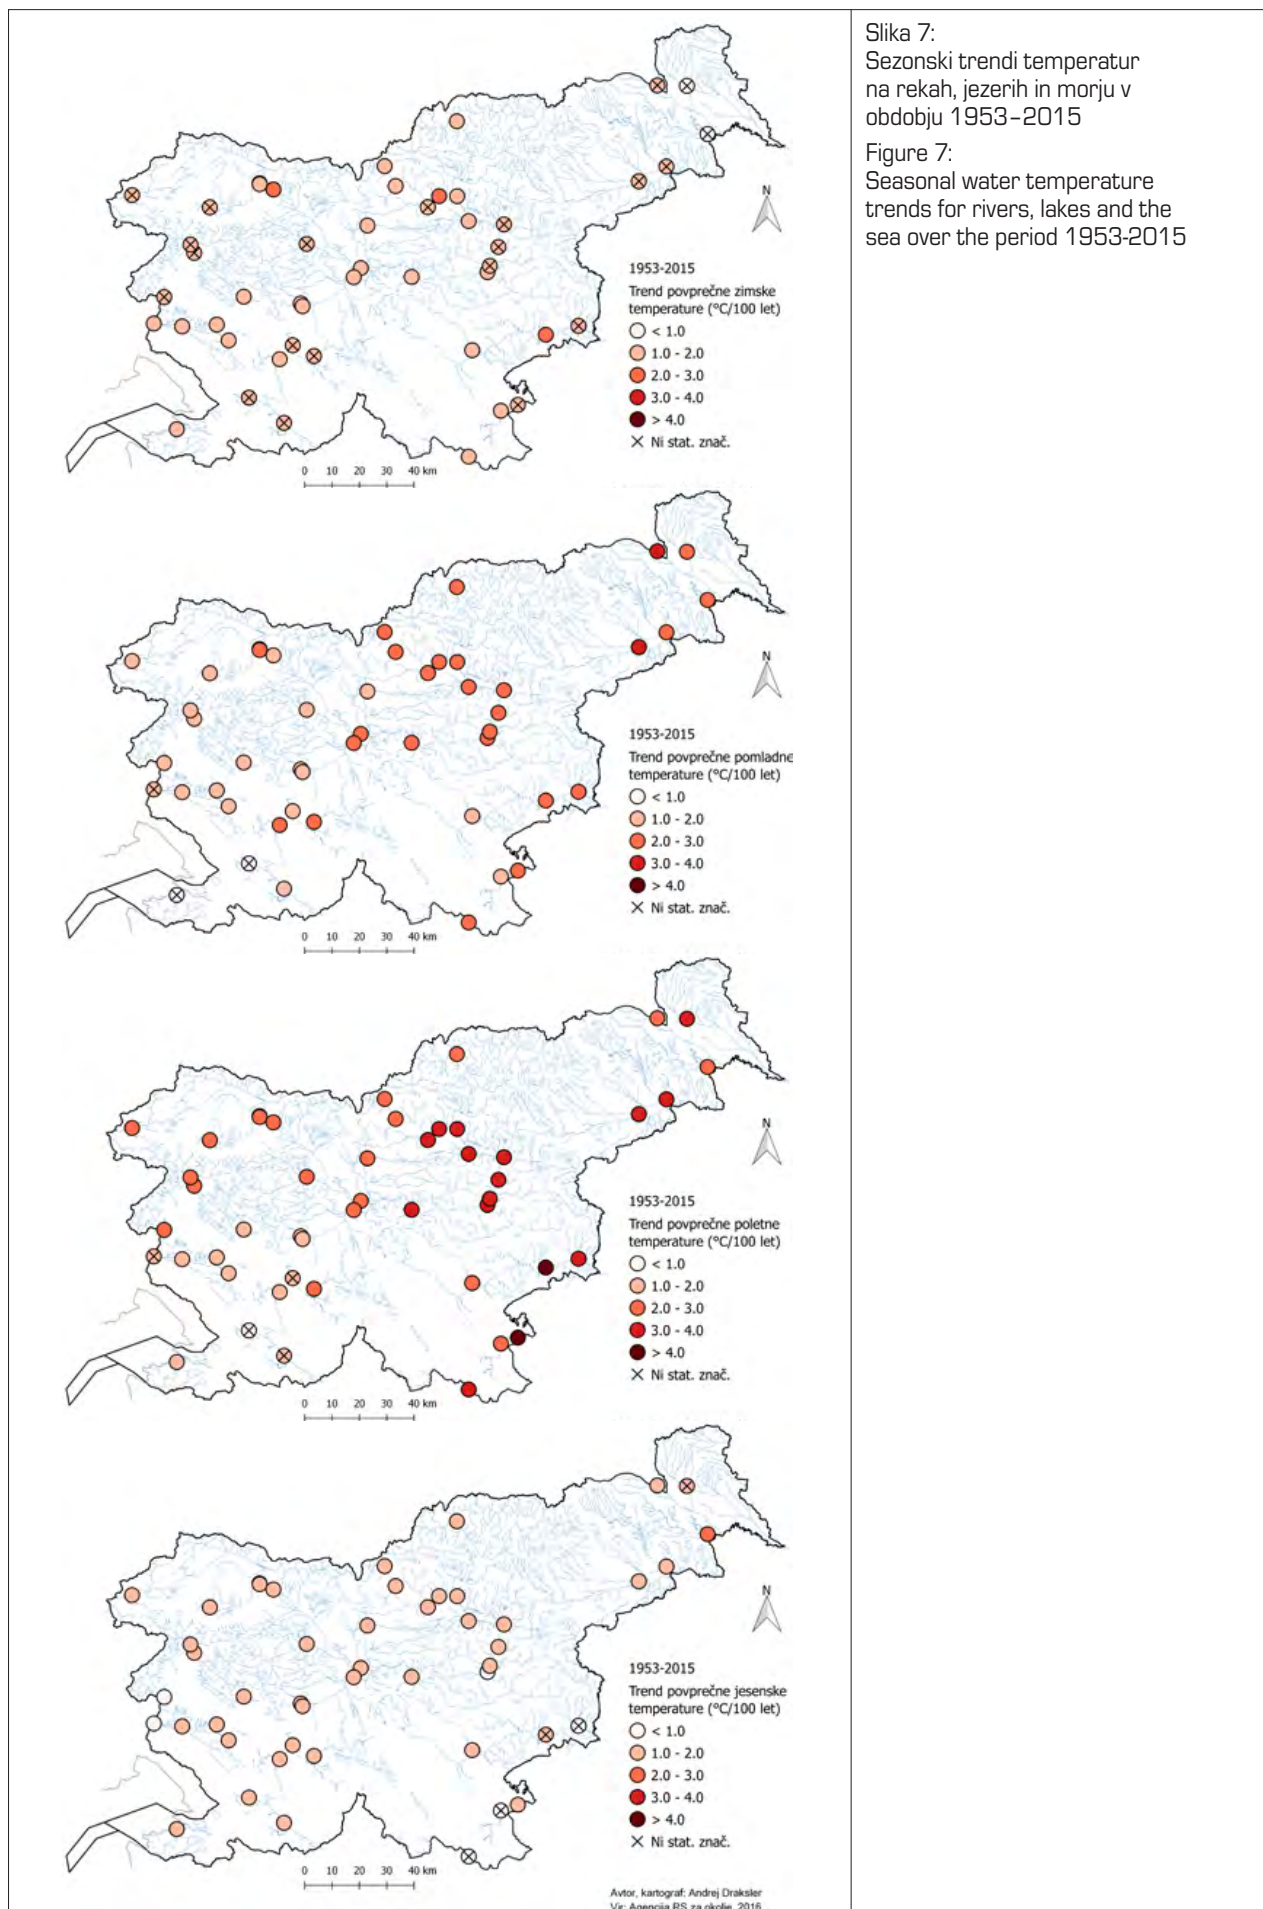 Slika 7:
Sezonski trendi temperatur
na rekah, jezerih in morju v
obdobju 1953–2015
Figure 7:
Seasonal water temperature
trends for rivers, lakes and the
sea over the period 1953-2015
N
1953-2015
Trend povprečne zimske
temperature (°C/100 let)
< 1.0
1.0 - 2.0
2.0 - 3.0
3.0 - 4.0
> 4.0
Ni stat. znač.
0 10 20 30 40 km
N
1953-2015
Trend povprečne pomladne
temperature (°C/100 let)
< 1.0
1.0 - 2.0
2.0 - 3.0
3.0 - 4.0
> 4.0
Ni stat. znač.
0 10 20 30 40 km
N
1953-2015
Trend povprečne poletne
temperature (°C/100 let)
< 1.0
1.0 - 2.0
2.0 - 3.0
3.0 - 4.0
> 4.0
Ni stat. znač.
0 10 20 30 40 km
N
1953-2015
Trend povprečne jesenske
temperature (°C/100 let)
< 1.0
1.0 - 2.0
2.0 - 3.0
3.0 - 4.0
> 4.0
Ni stat. znač.
0 10 20 30 40 km
Avtor, kartograf: Andrej Draksler
Vir: Agencija RS za okolje, 2016